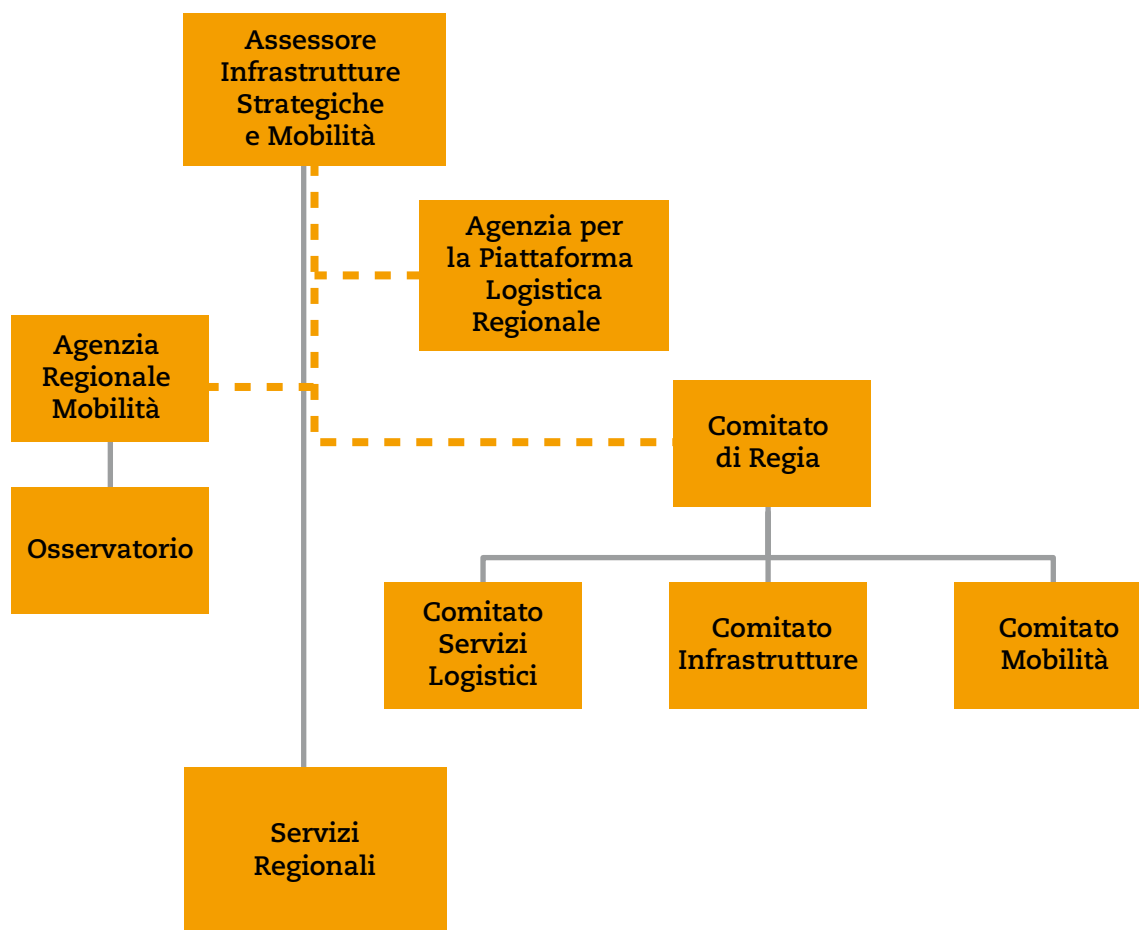 Assessore
Infrastrutture
Strategiche
e Mobilità
Agenzia per
la Piattaforma
Logistica
Regionale
Agenzia
Regionale
Mobilità
Comitato
di Regia
Osservatorio
Comitato
Servizi
Logistici
Comitato
Infrastrutture
Comitato
Mobilità
Servizi
Regionali